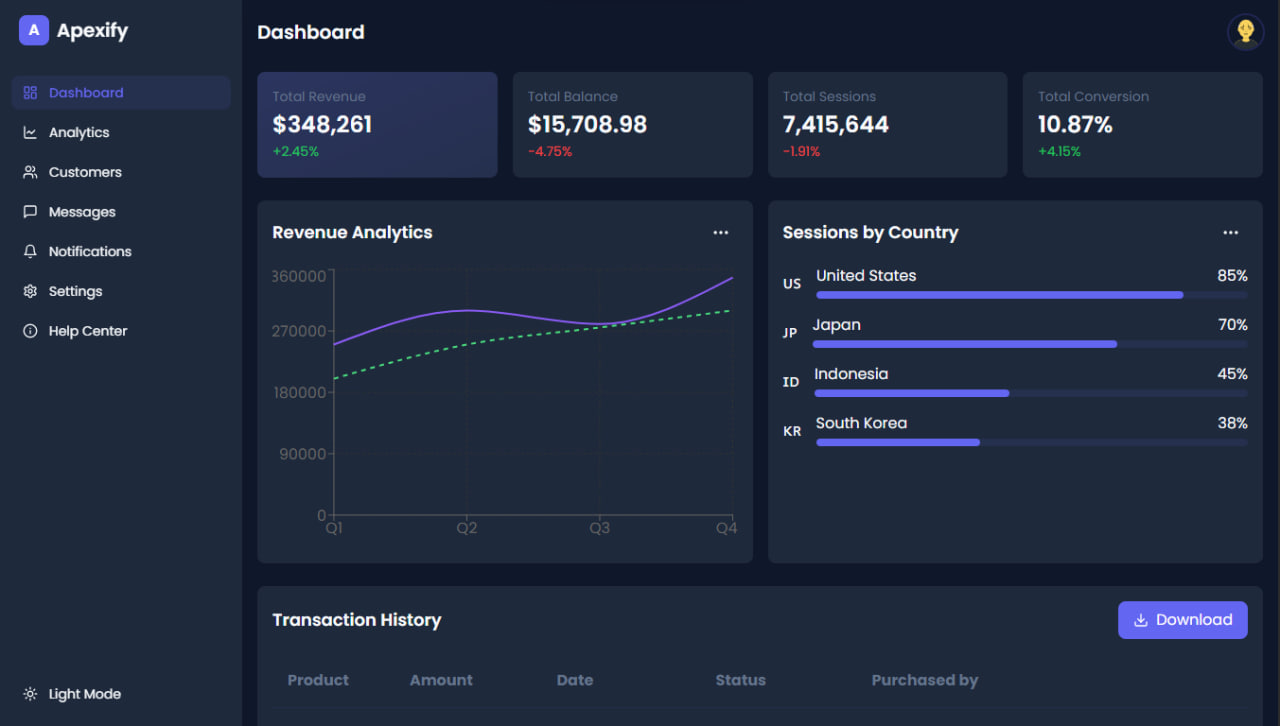 A Apexify
Dashboard
Analytics
Customers
Messages
Notifications
Settings
Help Center
Light Mode
Dashboard
Total Revenue
$348,261
+2.45%
Total Balance
$15,708.98
-4.75%
Total Sessions
7,415,644
-1.91%
Total Conversion
10.87%
+4.15%
Revenue Analytics
360000
270000
180000
90000
0
Q1 Q2 Q3 Q4
Sessions by Country
US United States 85%
JP Japan 70%
ID Indonesia 45%
KR South Korea 38%
Transaction History
Download
Product Amount Date Status Purchased by